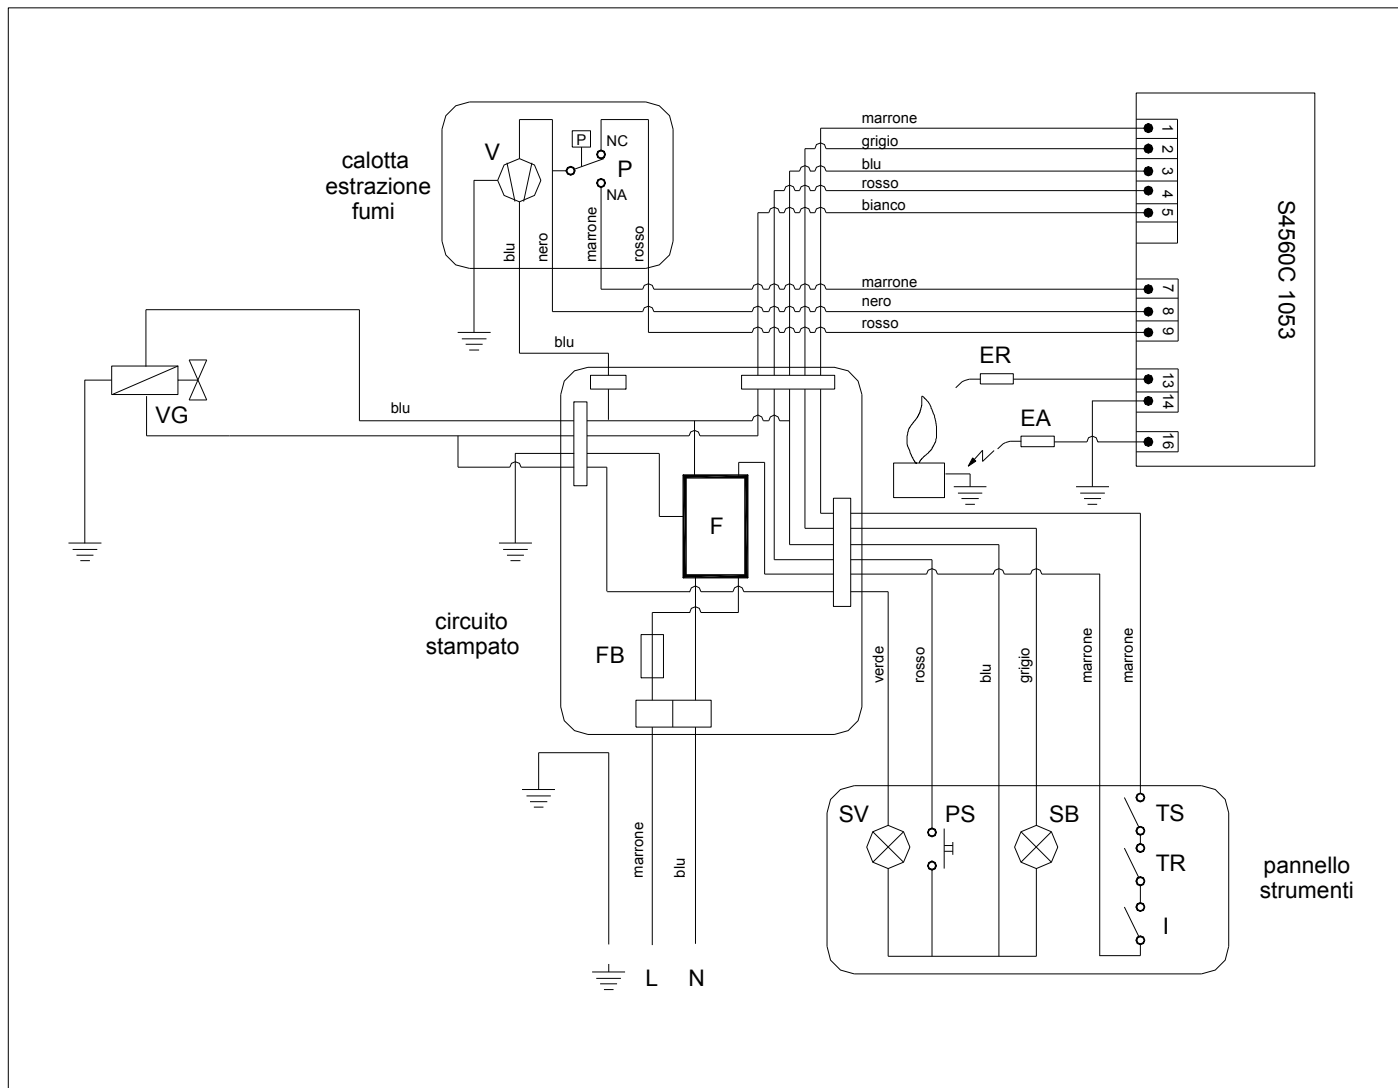 calotta
estrazione
fumi
V
P
NC
P
NA
blu
nero
marrone
rosso
marrone
grigio
blu
rosso
bianco
1
2
3
4
5
marrone
nero
rosso
7
8
9
S4560C 1053
ER
13
14
EA
16
blu
VG
blu
F
circuito
stampato
FB
verde
rosso
blu
grigio
marrone
marrone
marrone
blu
L
N
SV
PS
SB
TS
TR
I
pannello
strumenti